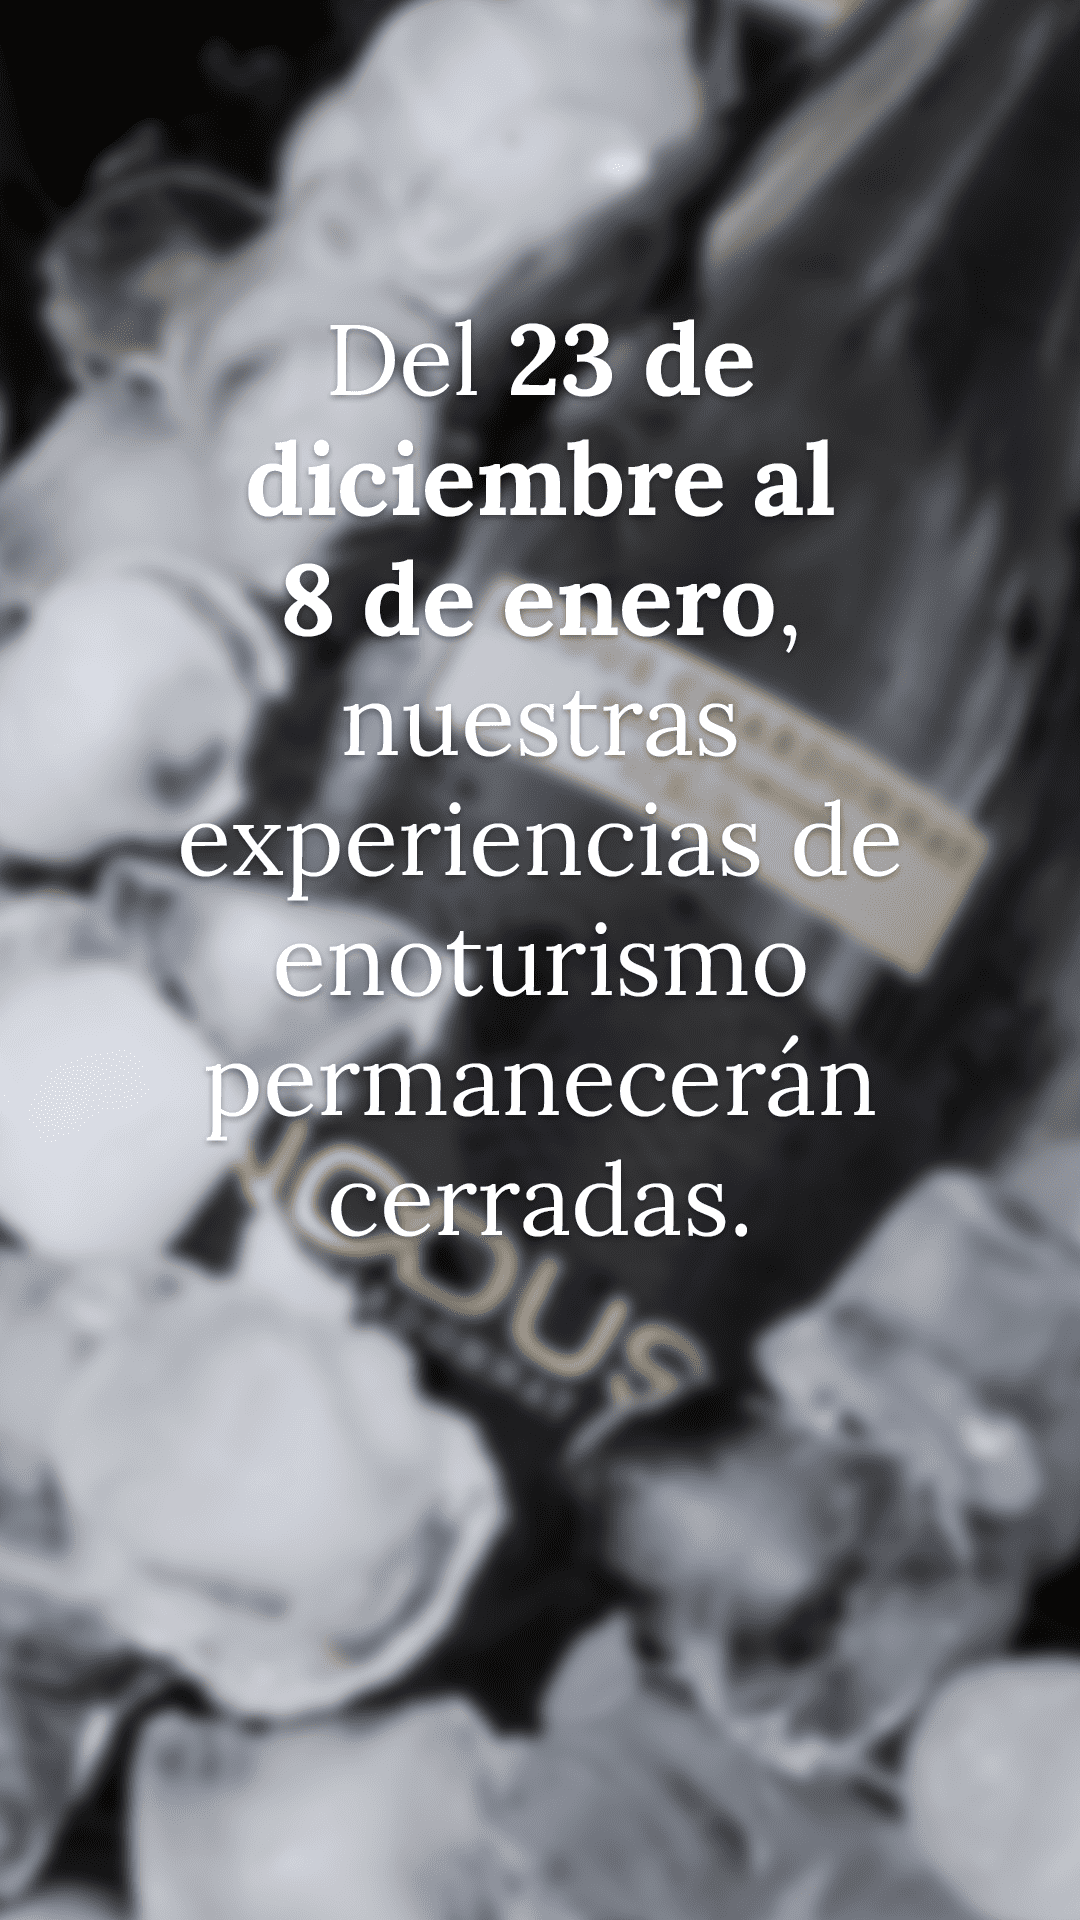 Del 23 de
diciembre al
8 de enero,
nuestras
experiencias de
enoturismo
permanecerán
cerradas.